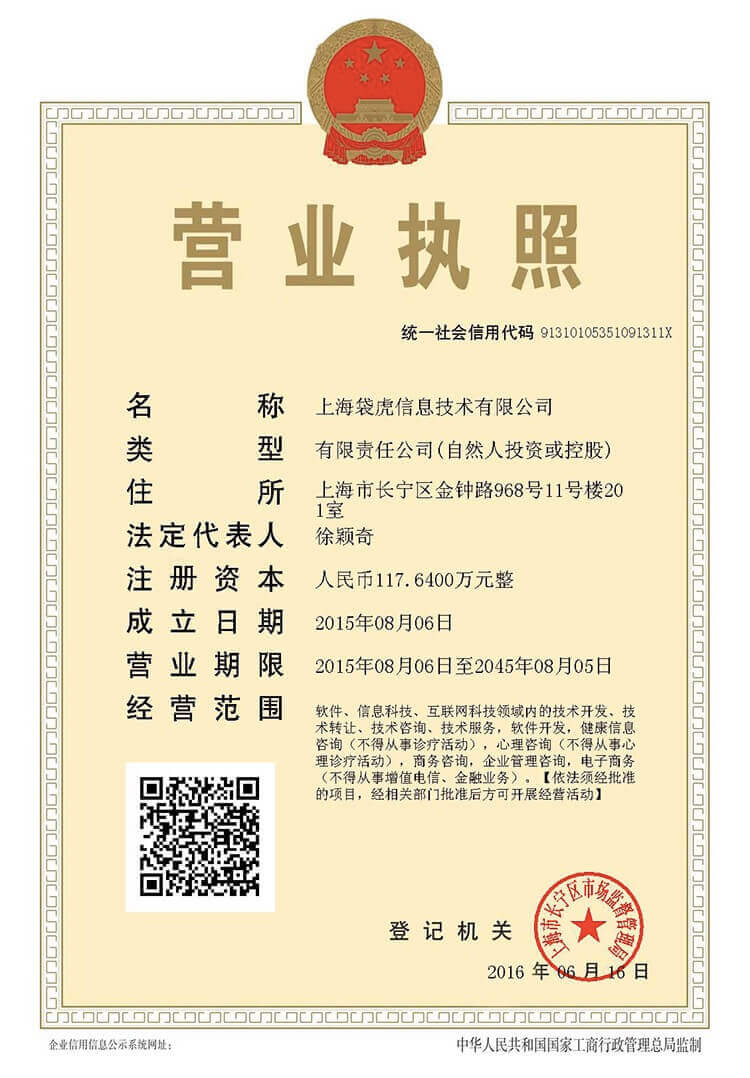 营业执照
统一社会信用代码 91310105351091311X
名称 上海袋虎信息技术有限公司
类型 有限责任公司(自然人投资或控股)
住所 上海市长宁区金钟路968号11号楼20
1室
法定代表人 徐颖奇
注册资本 人民币117.6400万元整
成立日期 2015年08月06日
营业期限 2015年08月06日至2045年08月05日
经营范围 软件、信息科技、互联网科技领域内的技术开发、技
术转让、技术咨询、技术服务，软件开发，健康信息
咨询（不得从事诊疗活动），心理咨询（不得从事心
理诊疗活动），商务咨询，企业管理咨询，电子商务
（不得从事增值电信、金融业务）。【依法须经批准
的项目，经相关部门批准后方可开展经营活动】
登记机关
上海市长宁区市场监督管理局
2016 年 06 月 16 日
企业信用信息公示系统网址：
中华人民共和国国家工商行政管理总局监制